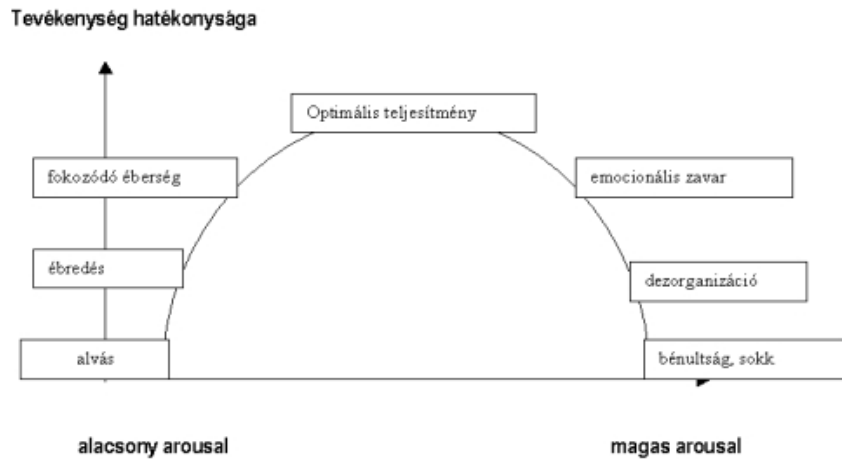 Tevékenység hatékonysága
Optimális teljesítmény
fokozódó éberség
emocionális zavar
ébredés
dezorganizáció
alvás
bénultság, sokk
alacsony arousal
magas arousal